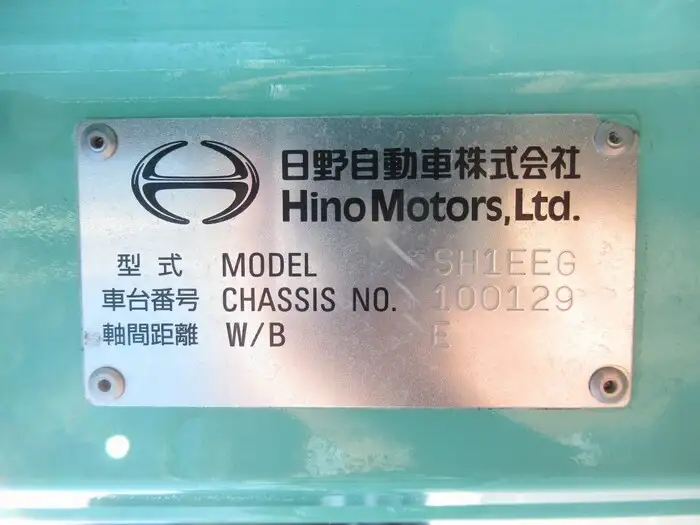 日野自動車株式会社
Hino Motors, Ltd.
型式 MODEL SH1EEG
車台番号 CHASSIS NO. 100129
軸間距離 W/B E